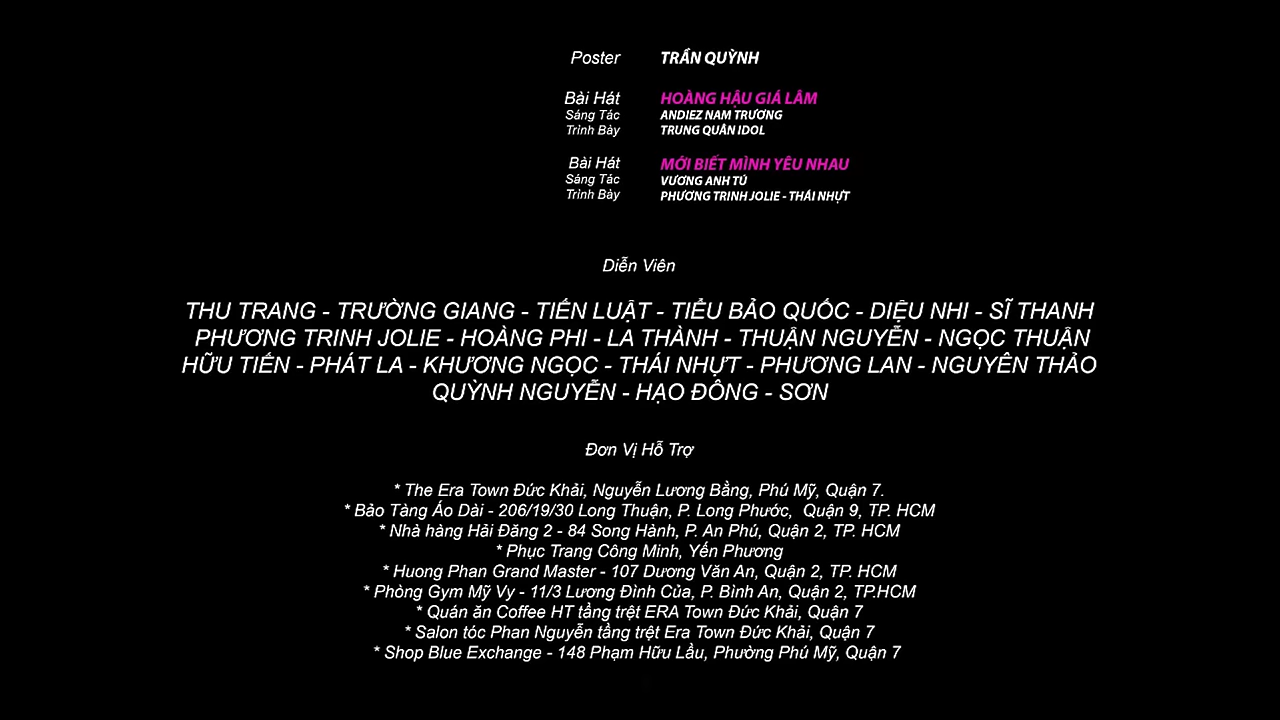 Poster TRẦN QUỲNH
Bài Hát HOÀNG HẬU GIÁ LÂM
Sáng Tác ANDIEZ NAM TRƯƠNG
Trình Bày TRUNG QUÂN IDOL
Bài Hát MỚI BIẾT MÌNH YÊU NHAU
Sáng Tác VƯƠNG ANH TÚ
Trình Bày PHƯƠNG TRINH JOLIE - THÁI NHỰT
Diễn Viên
THU TRANG - TRƯỜNG GIANG - TIẾN LUẬT - TIỂU BẢO QUỐC - DIỆU NHI - SĨ THANH
PHƯƠNG TRINH JOLIE - HOÀNG PHI - LA THÀNH - THUẬN NGUYỄN - NGỌC THUẬN
HỮU TIẾN - PHÁT LA - KHƯƠNG NGỌC - THÁI NHỰT - PHƯƠNG LAN - NGUYÊN THẢO
QUỲNH NGUYỄN - HẠO ĐÔNG - SƠN
Đơn Vị Hỗ Trợ
* The Era Town Đức Khải, Nguyễn Lương Bằng, Phú Mỹ, Quận 7.
* Bảo Tàng Áo Dài - 206/19/30 Long Thuận, P. Long Phước, Quận 9, TP. HCM
* Nhà hàng Hải Đăng 2 - 84 Song Hành, P. An Phú, Quận 2, TP. HCM
* Phục Trang Công Minh, Yến Phương
* Huong Phan Grand Master - 107 Dương Văn An, Quận 2, TP. HCM
* Phòng Gym Mỹ Vy - 11/3 Lương Đình Của, P. Bình An, Quận 2, TP.HCM
* Quán ăn Coffee HT tầng trệt ERA Town Đức Khải, Quận 7
* Salon tóc Phan Nguyễn tầng trệt Era Town Đức Khải, Quận 7
* Shop Blue Exchange - 148 Phạm Hữu Lầu, Phường Phú Mỹ, Quận 7